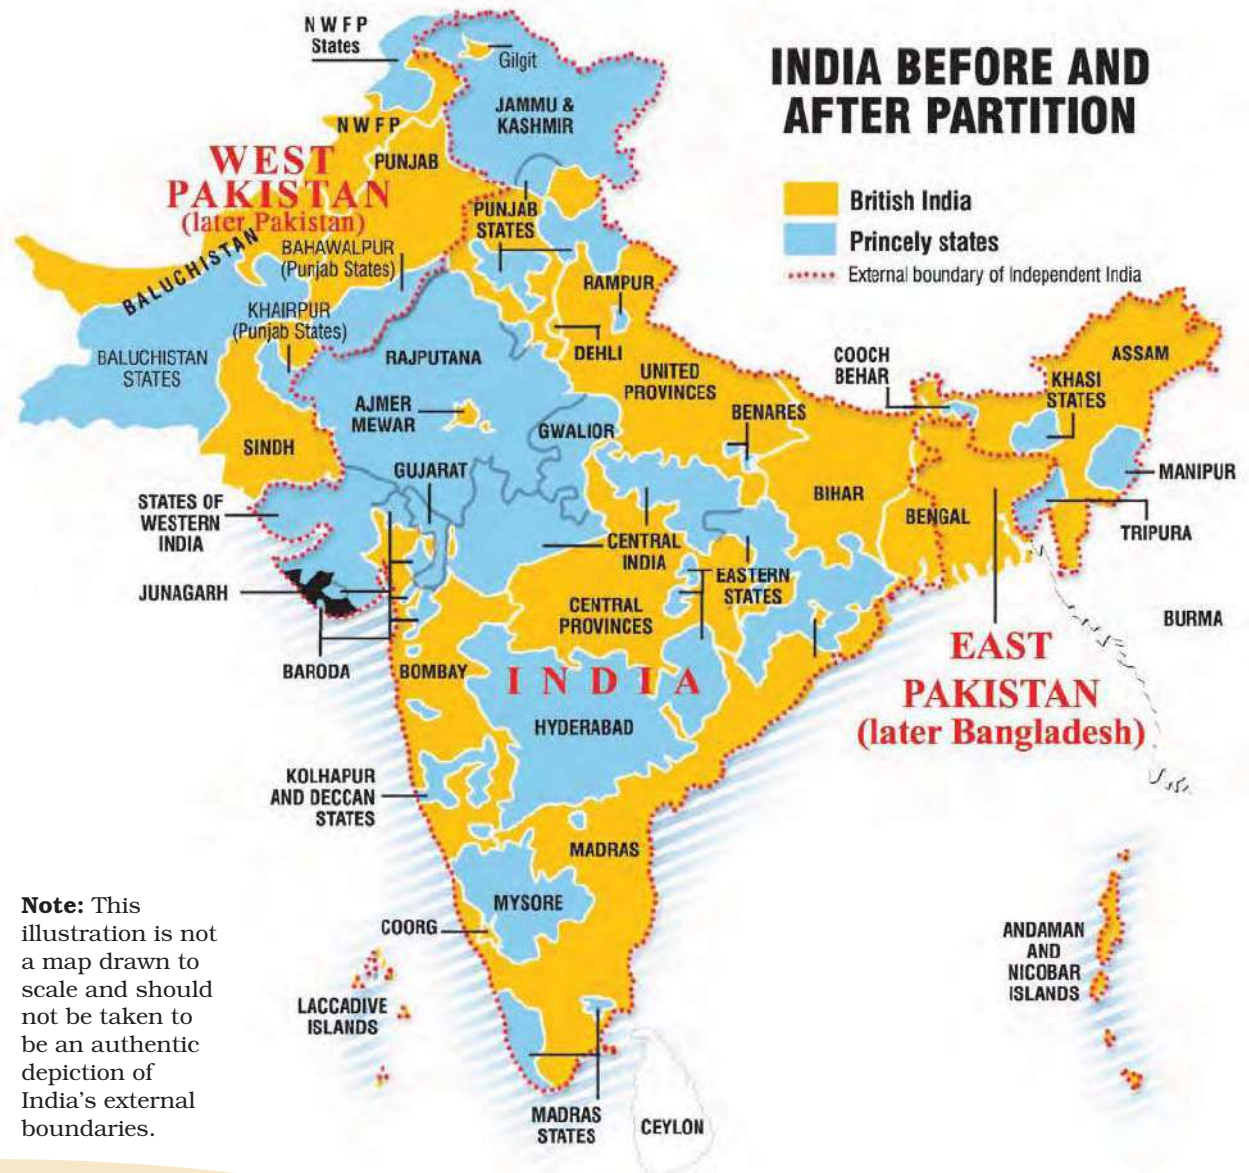 INDIA BEFORE AND
AFTER PARTITION
British India
Princely states
External boundary of Independent India
N W F P
States
Gilgit
JAMMU &
KASHMIR
N W F P
WEST
PAKISTAN
(later Pakistan)
PUNJAB
PUNJAB
STATES
BALUCHISTAN
BAHAWALPUR
(Punjab States)
RAMPUR
KHAIRPUR
(Punjab States)
BALUCHISTAN
STATES
RAJPUTANA
DEHLI
UNITED
PROVINCES
COOCH
BEHAR
ASSAM
KHASI
STATES
AJMER
MEWAR
BENARES
GWALIOR
SINDH
GUJARAT
MANIPUR
STATES OF
WESTERN
INDIA
BIHAR
BENGAL
TRIPURA
CENTRAL
INDIA
EASTERN
STATES
JUNAGARH
CENTRAL
PROVINCES
BURMA
EAST
PAKISTAN
(later Bangladesh)
BARODA
BOMBAY
INDIA
HYDERABAD
KOLHAPUR
AND DECCAN
STATES
MADRAS
MYSORE
COORG
ANDAMAN
AND
NICOBAR
ISLANDS
LACCADIVE
ISLANDS
MADRAS
STATES
CEYLON
Note: This
illustration is not
a map drawn to
scale and should
not be taken to
be an authentic
depiction of
India's external
boundaries.